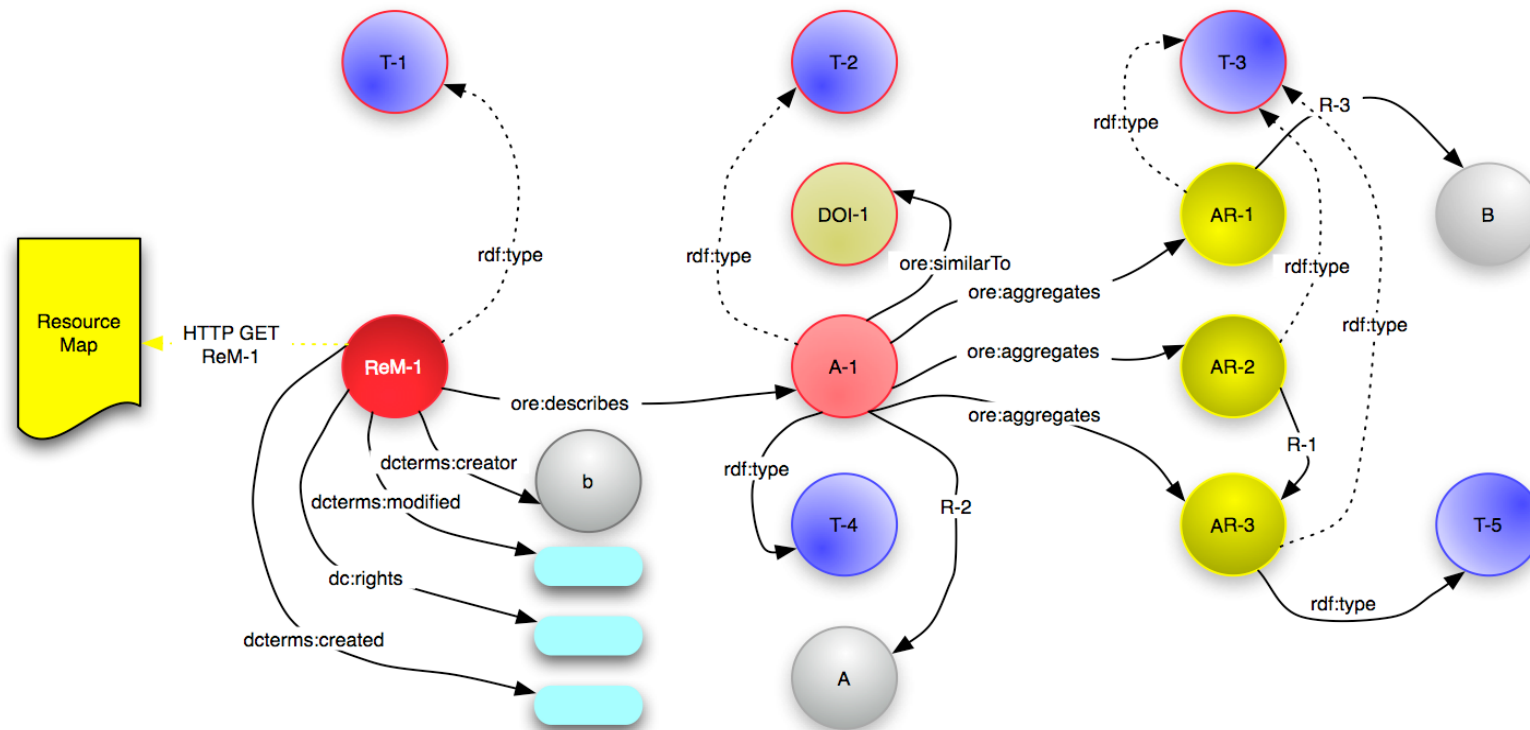 T-1
T-2
T-3
R-3
rdf:type
DOI-1
AR-1
B
rdf:type
rdf:type
ore:similarTo
rdf:type
ore:aggregates
Resource
Map
HTTP GET
ReM-1
rdf:type
ReM-1
A-1
ore:aggregates
AR-2
ore:describes
ore:aggregates
R-1
dcterms:creator
b
rdf:type
dcterms:modified
T-4
R-2
AR-3
T-5
dc:rights
rdf:type
dcterms:created
A